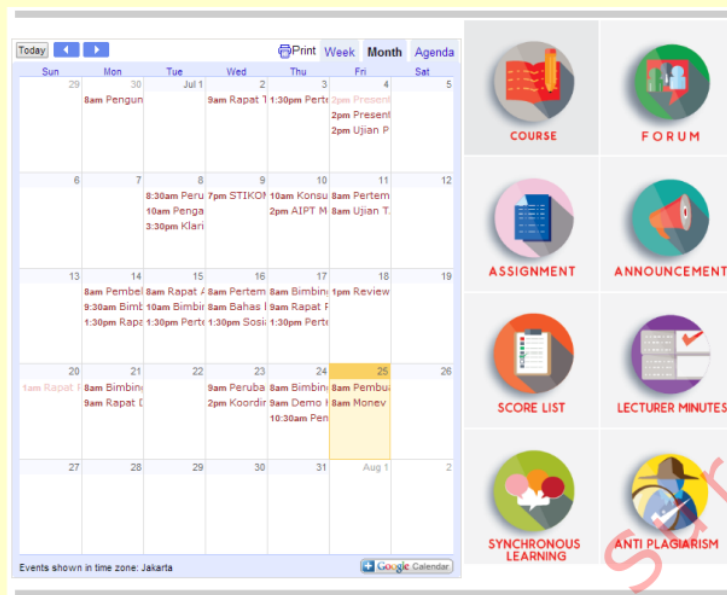 Today Print Week Month Agenda
Sun Mon Tue Wed Thu Fri Sat
29 30 Jul 1 2 3 4 5
8am Pengun 9am Rapat T 1:30pm Perte 2pm Present
2pm Present
2pm Ujian P
6 7 8 9 10 11 12
8:30am Peru 7pm STIKOM 10am Konsu 8am Pertem
10am Penga 2pm AIPT M 8am Ujian T
3:30pm Klari
13 14 15 16 17 18 19
8am Pembel 8am Rapat A 8am Pertem 8am Bimbin 1pm Review
9:30am Bimb 10am Bimbin 8am Bahas 9am Rapat F
1:30pm Rapa 1:30pm Perte 1:30pm Sosi 1:30pm Perte
20 21 22 23 24 25 26
1am Rapat F 8am Bimbin 9am Peruba 8am Bimbin 8am Pembu
9am Rapat D 2pm Koordin 9am Demo 8am Monev
10:30am Pen
27 28 29 30 31 Aug 1 2
Events shown in time zone: Jakarta Google Calendar
COURSE FORUM
ASSIGNMENT ANNOUNCEMENT
SCORE LIST LECTURER MINUTES
SYNCHRONOUS LEARNING ANTI PLAGIARISM
Sur